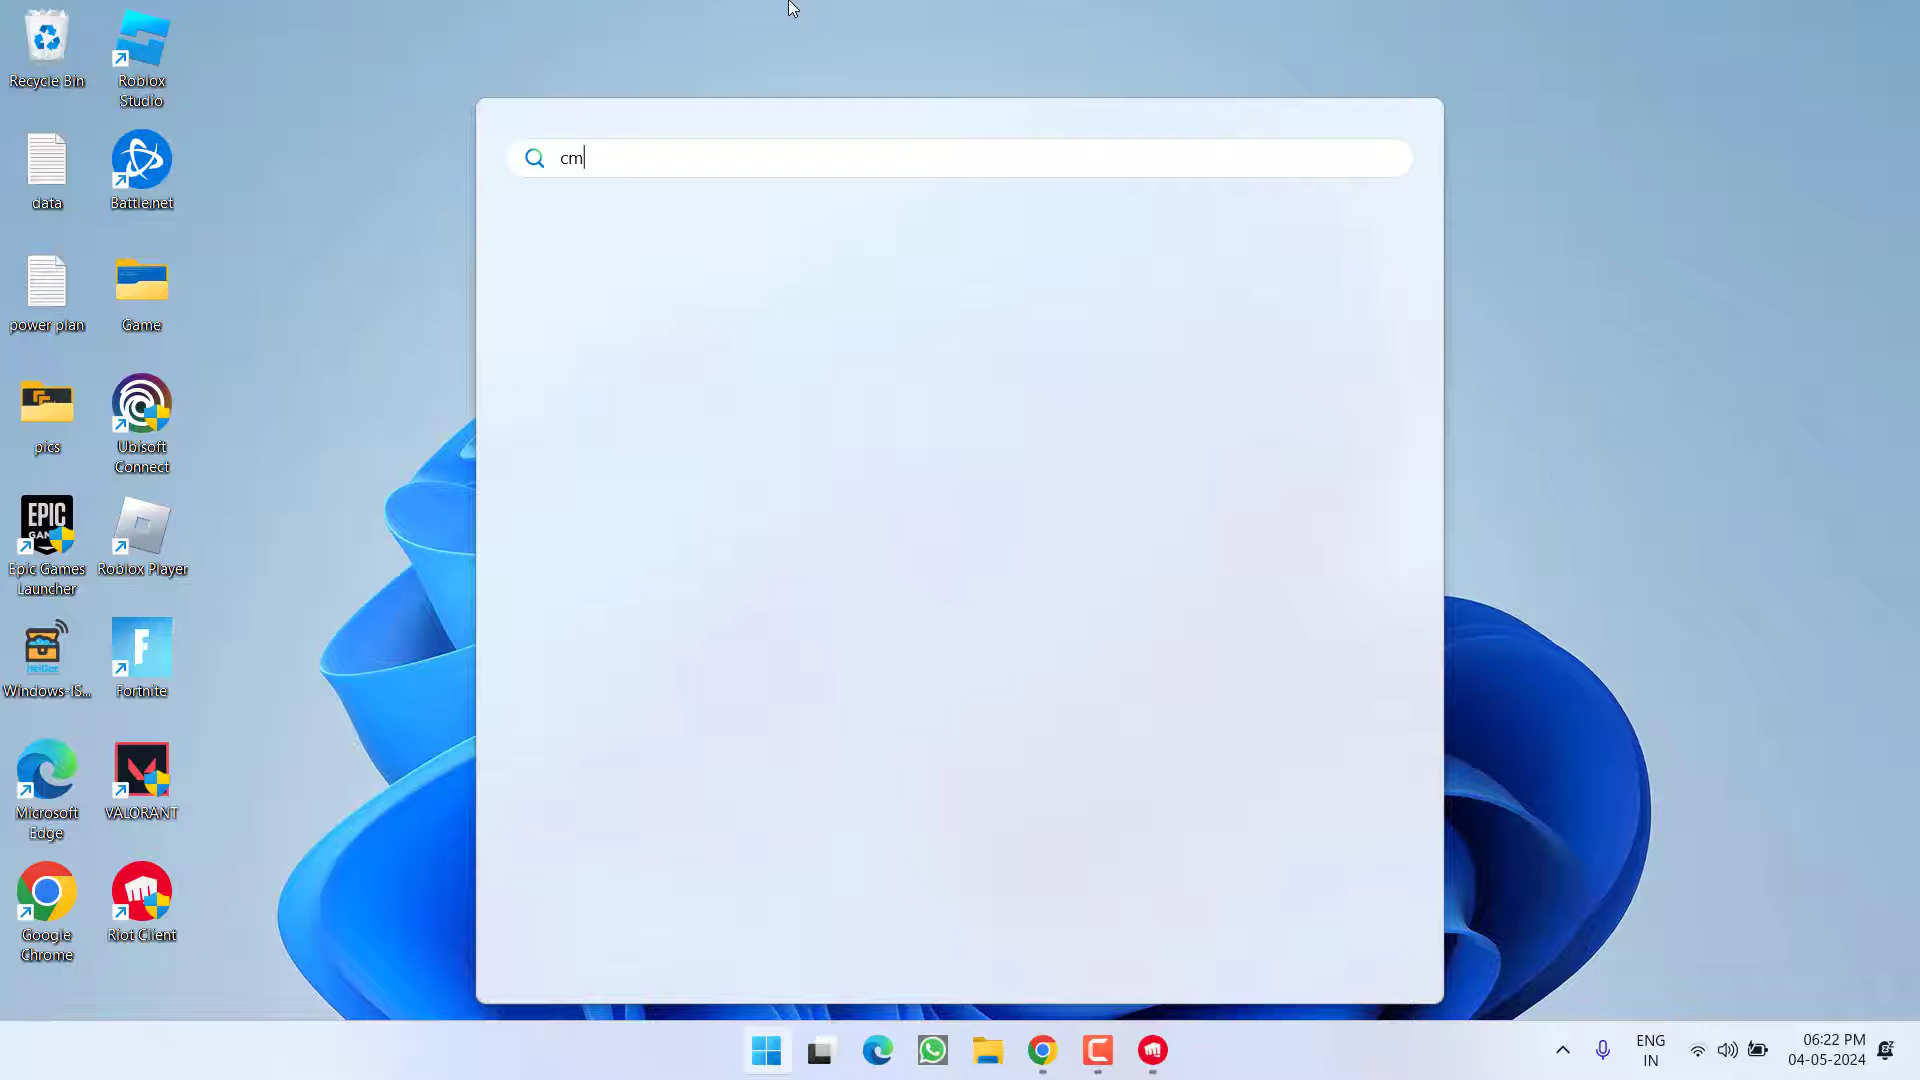 cm
Recycle Bin
Roblox
Studio
data
Battle.net
power plan
Game
pics
Ubisoft
Connect
EPIC
Epic Games
Launcher
Roblox Player
Windows-IS...
F
Fortnite
Microsoft
Edge
VALORANT
Google
Chrome
Riot Client
ENG
IN
06:22 PM
04-05-2024